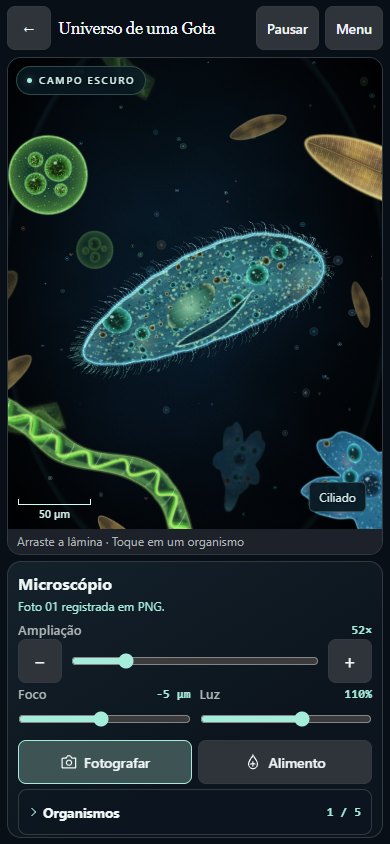 ← Universo de uma Gota Pausar Menu
CAMPO ESCURO
Ciliado
50 µm
Arraste a lâmina · Toque em um organismo
Microscópio
Foto 01 registrada em PNG.
Ampliação 52×
− +
Foco -5 µm Luz 110%
Fotografar Alimento
Organismos 1 / 5